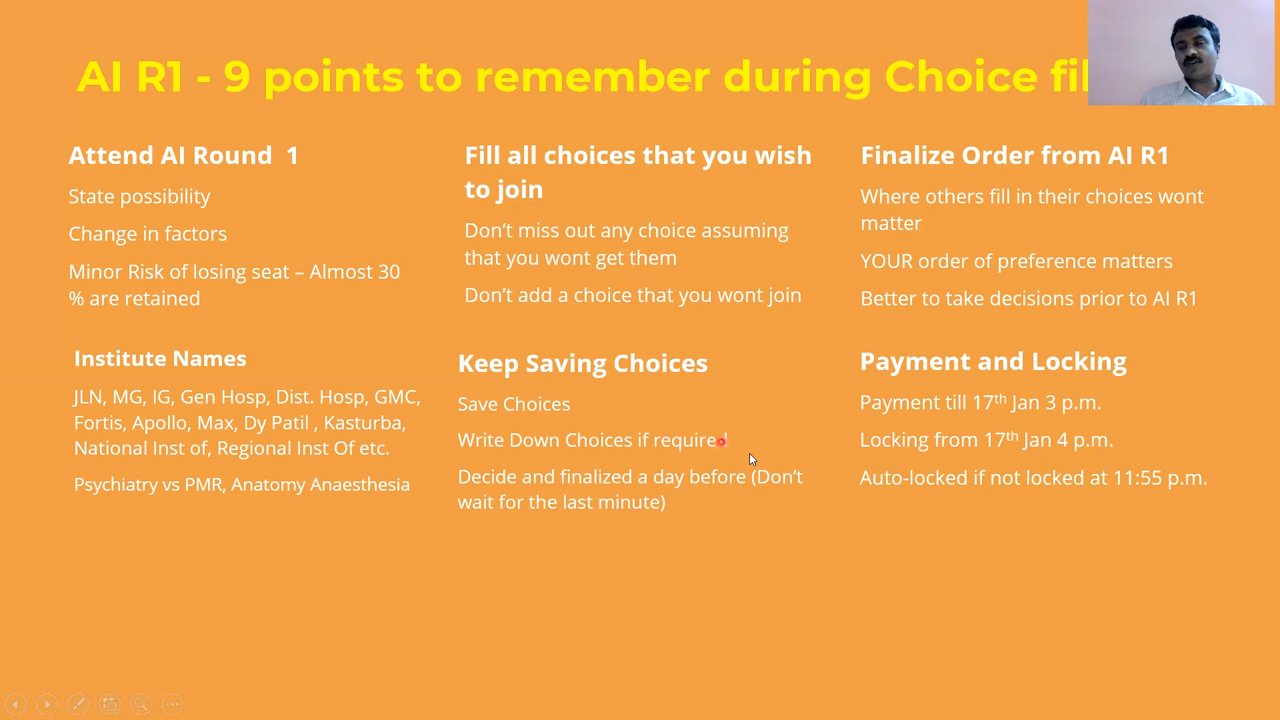 AI R1 - 9 points to remember during Choice
Attend AI Round 1
State possibility
Change in factors
Minor Risk of losing seat – Almost 30
% are retained
Fill all choices that you wish
to join
Don't miss out any choice assuming
that you wont get them
Don't add a choice that you wont join
Finalize Order from AI R1
Where others fill in their choices wont
matter
YOUR order of preference matters
Better to take decisions prior to AI R1
Institute Names
JLN, MG, IG, Gen Hosp, Dist. Hosp, GMC,
Fortis, Apollo, Max, Dy Patil , Kasturba,
National Inst of, Regional Inst Of etc.
Psychiatry vs PMR, Anatomy Anaesthesia
Keep Saving Choices
Save Choices
Write Down Choices if required
Decide and finalized a day before (Don't
wait for the last minute)
Payment and Locking
Payment till 17th Jan 3 p.m.
Locking from 17th Jan 4 p.m.
Auto-locked if not locked at 11:55 p.m.